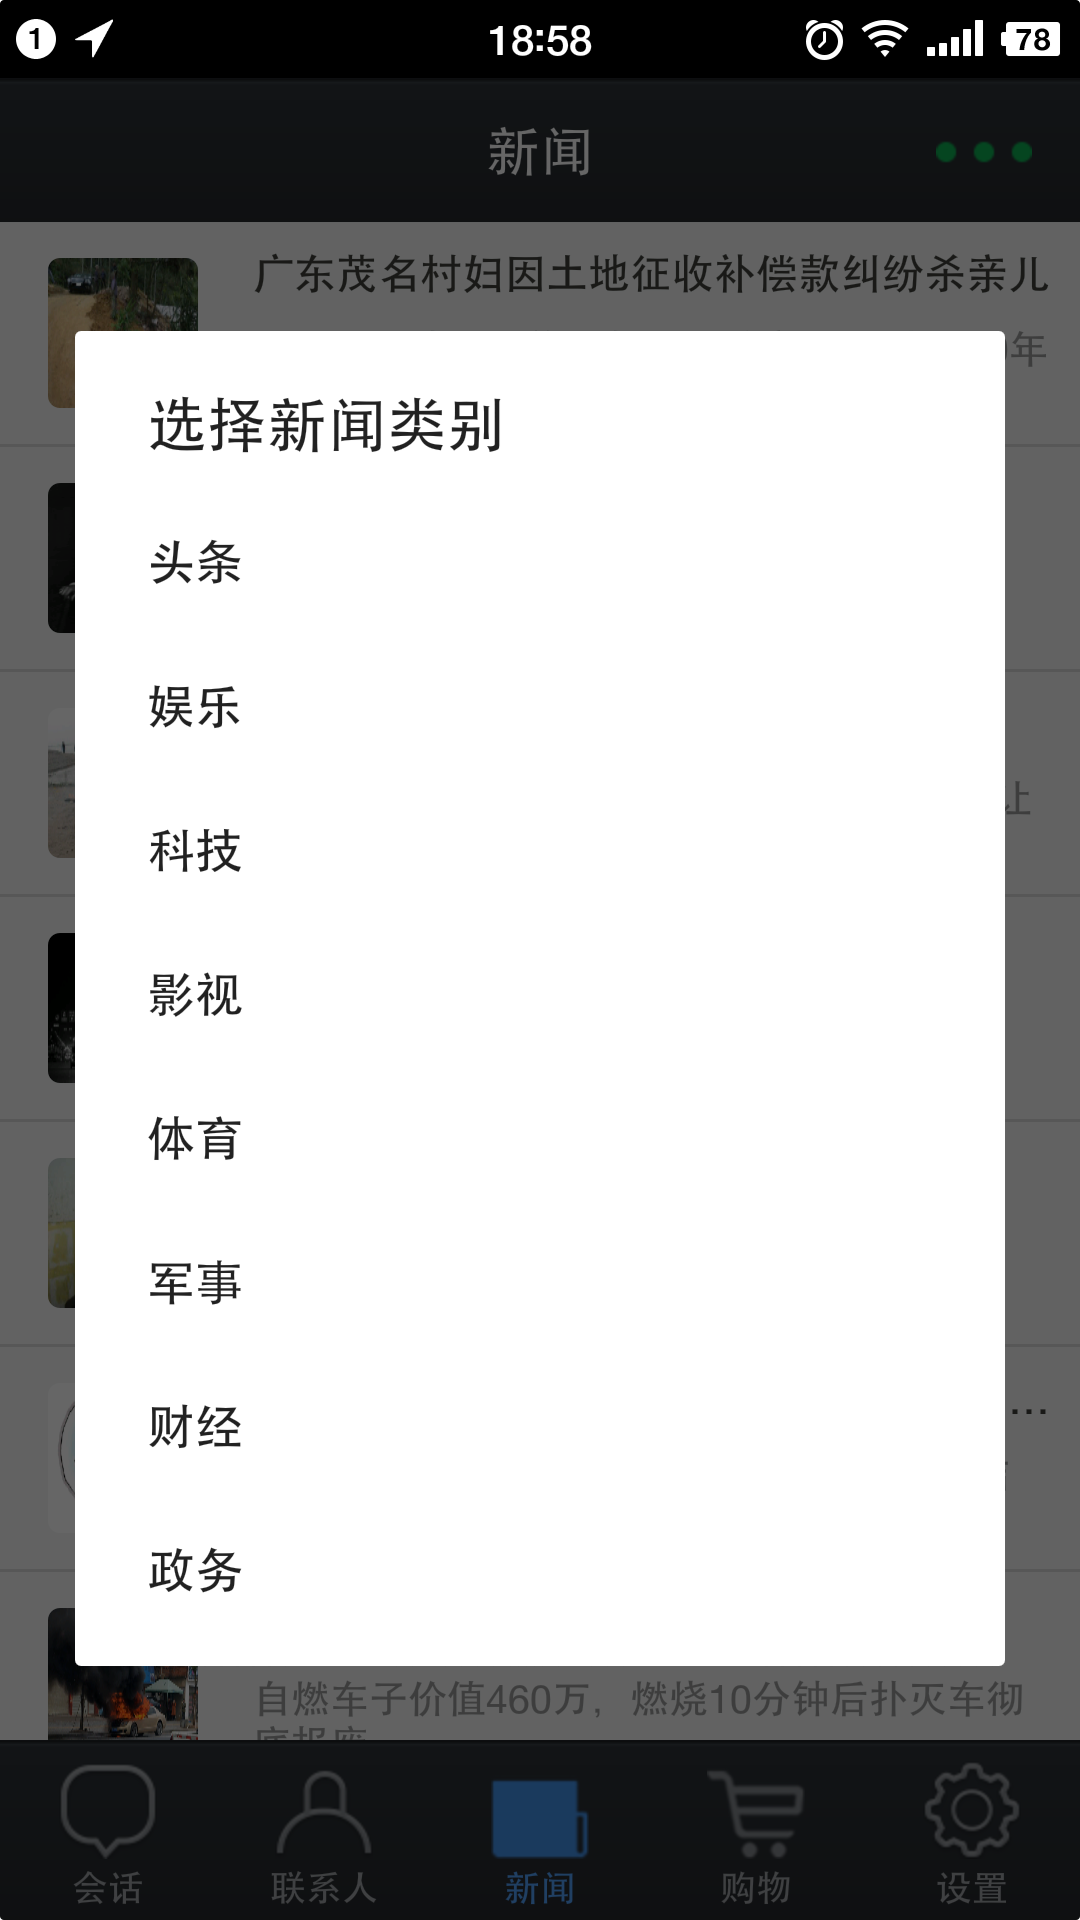 1
18:58
78
新闻
广东茂名村妇因土地征收补偿款纠纷杀亲儿
年
选择新闻类别
头条
娱乐
科技
影视
体育
军事
财经
政务
...
自燃车子价值460万，燃烧10分钟后扑灭车彻
会话
联系人
新闻
购物
设置